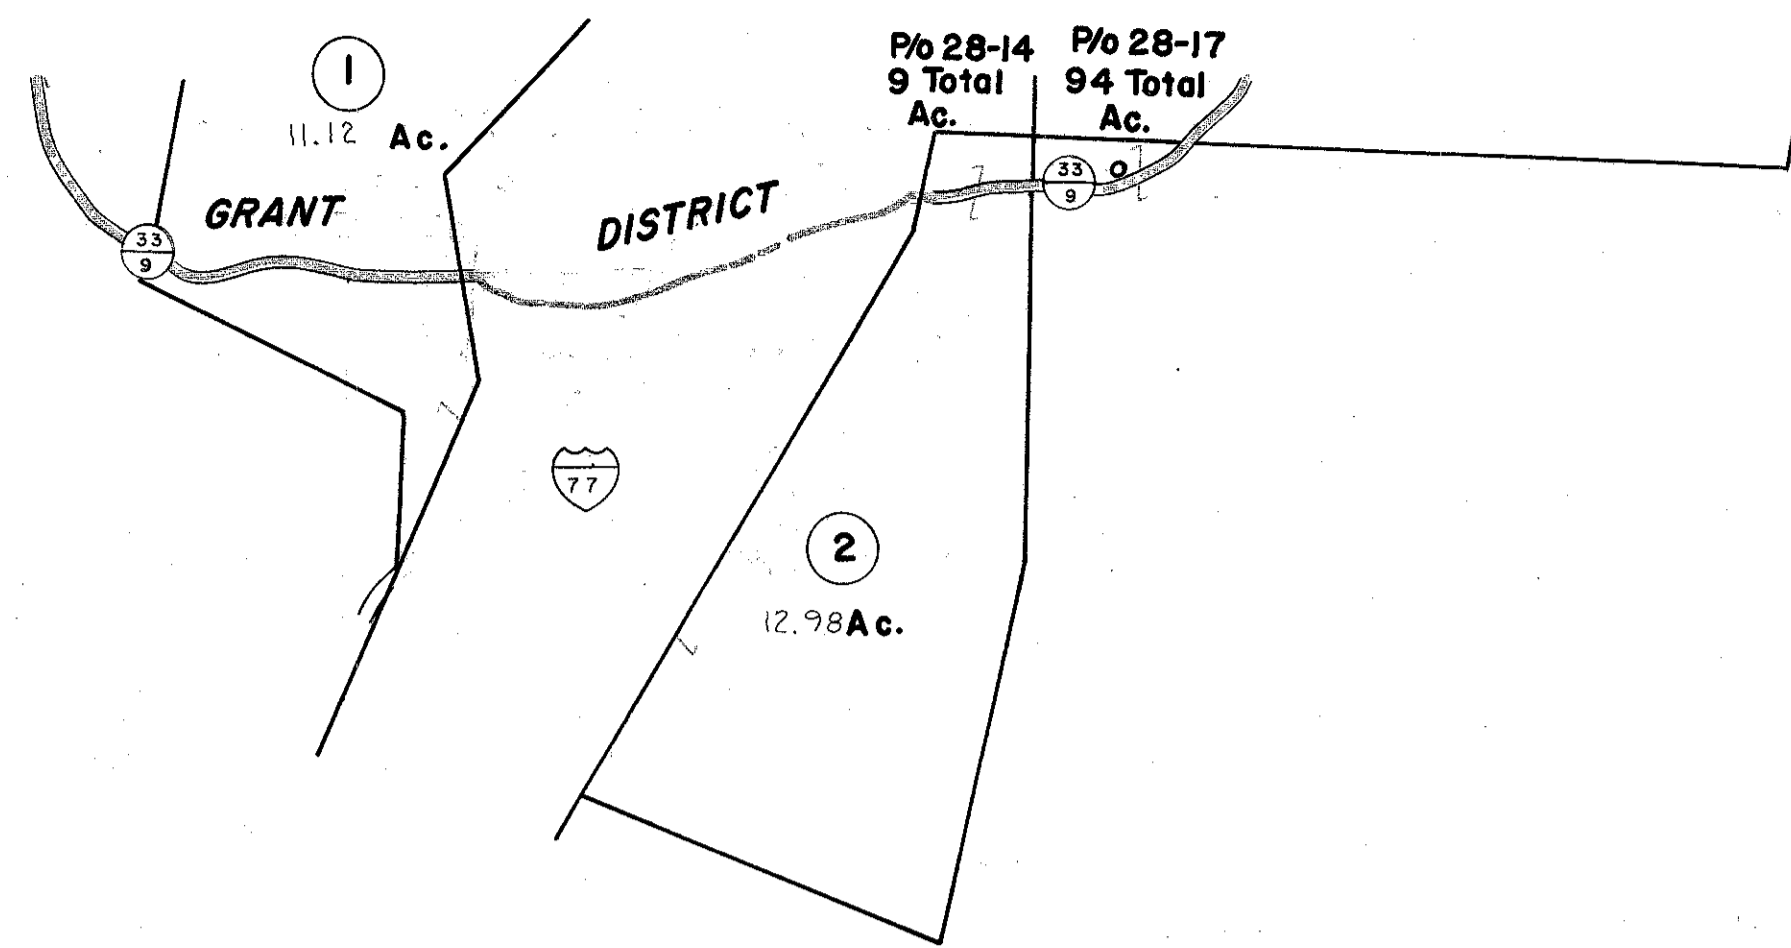 1
11.12 Ac.
P/o 28-14
9 Total
Ac.
P/o 28-17
94 Total
Ac.
GRANT DISTRICT
33
9
33
9
77
2
12.98 Ac.